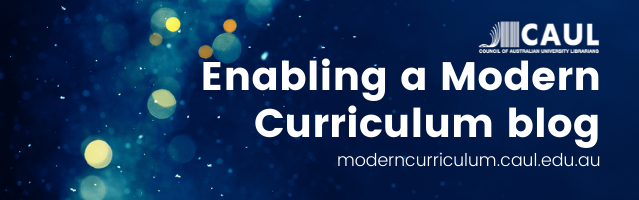 CAUL
COUNCIL OF AUSTRALIAN UNIVERSITY LIBRARIANS
Enabling a Modern
Curriculum blog
moderncurriculum.caul.edu.au